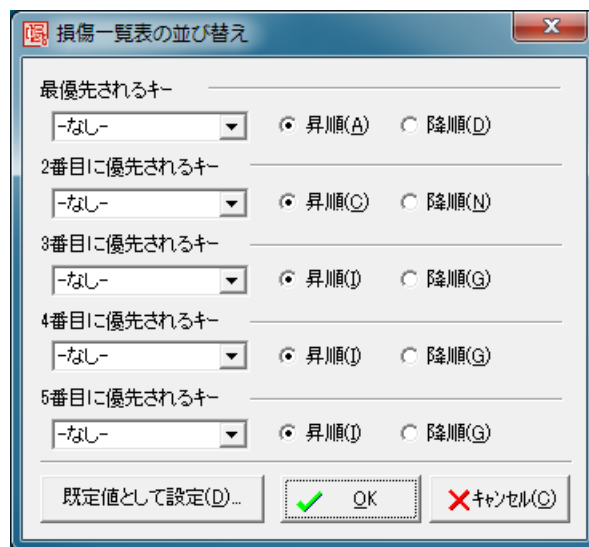 損傷一覧表の並び替え
最優先されるキー
-なし- 昇順(A) 降順(D)
2番目に優先されるキー
-なし- 昇順(C) 降順(N)
3番目に優先されるキー
-なし- 昇順(I) 降順(G)
4番目に優先されるキー
-なし- 昇順(I) 降順(G)
5番目に優先されるキー
-なし- 昇順(I) 降順(G)
既定値として設定(D)... OK キャンセル(C)